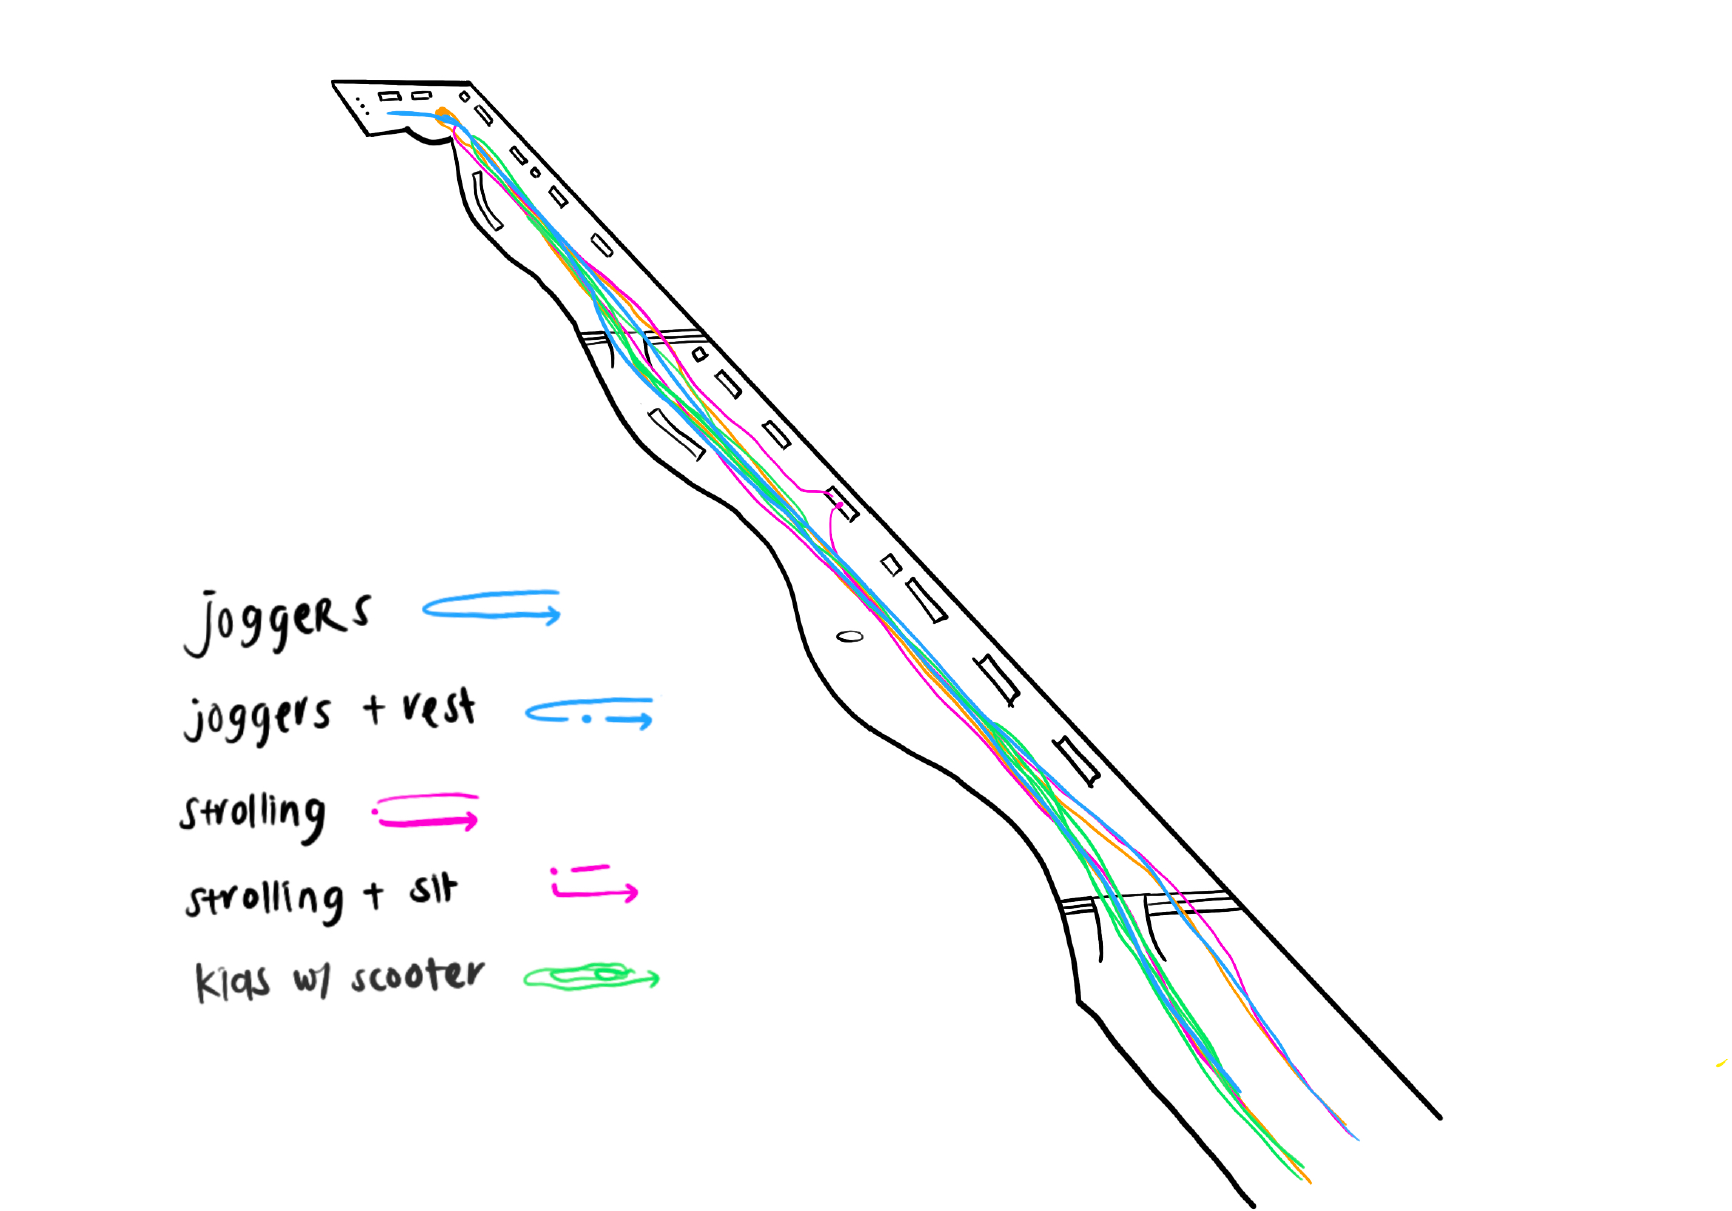 joggers
joggers + rest
strolling
strolling + sit
kids w/ scooter